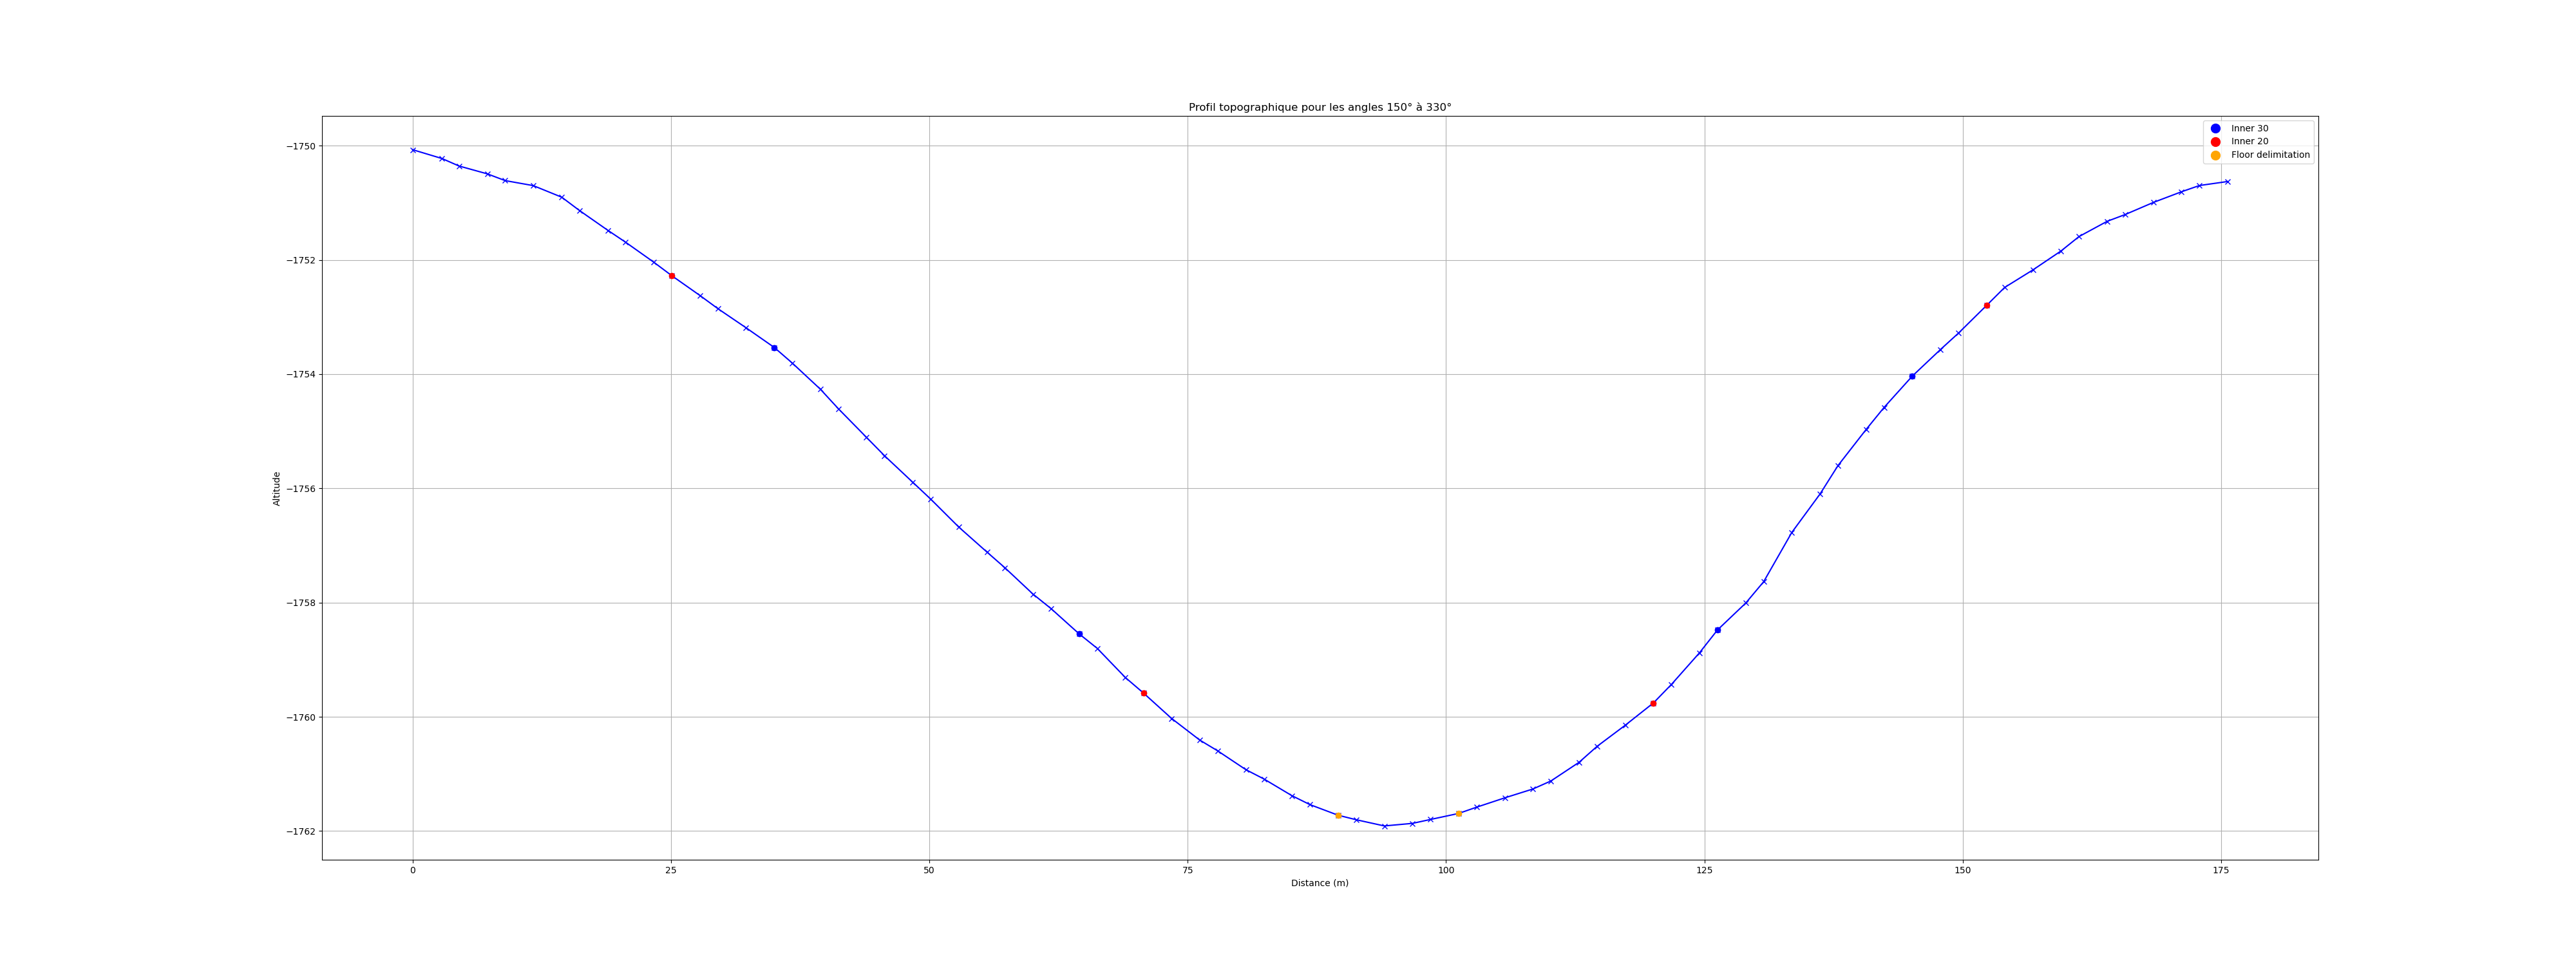 Profil topographique pour les angles 150° à 330°
Inner 30
Inner 20
Floor delimitation
Altitude
−1750
−1752
−1754
−1756
−1758
−1760
−1762
0 25 50 75 100 125 150 175
Distance (m)